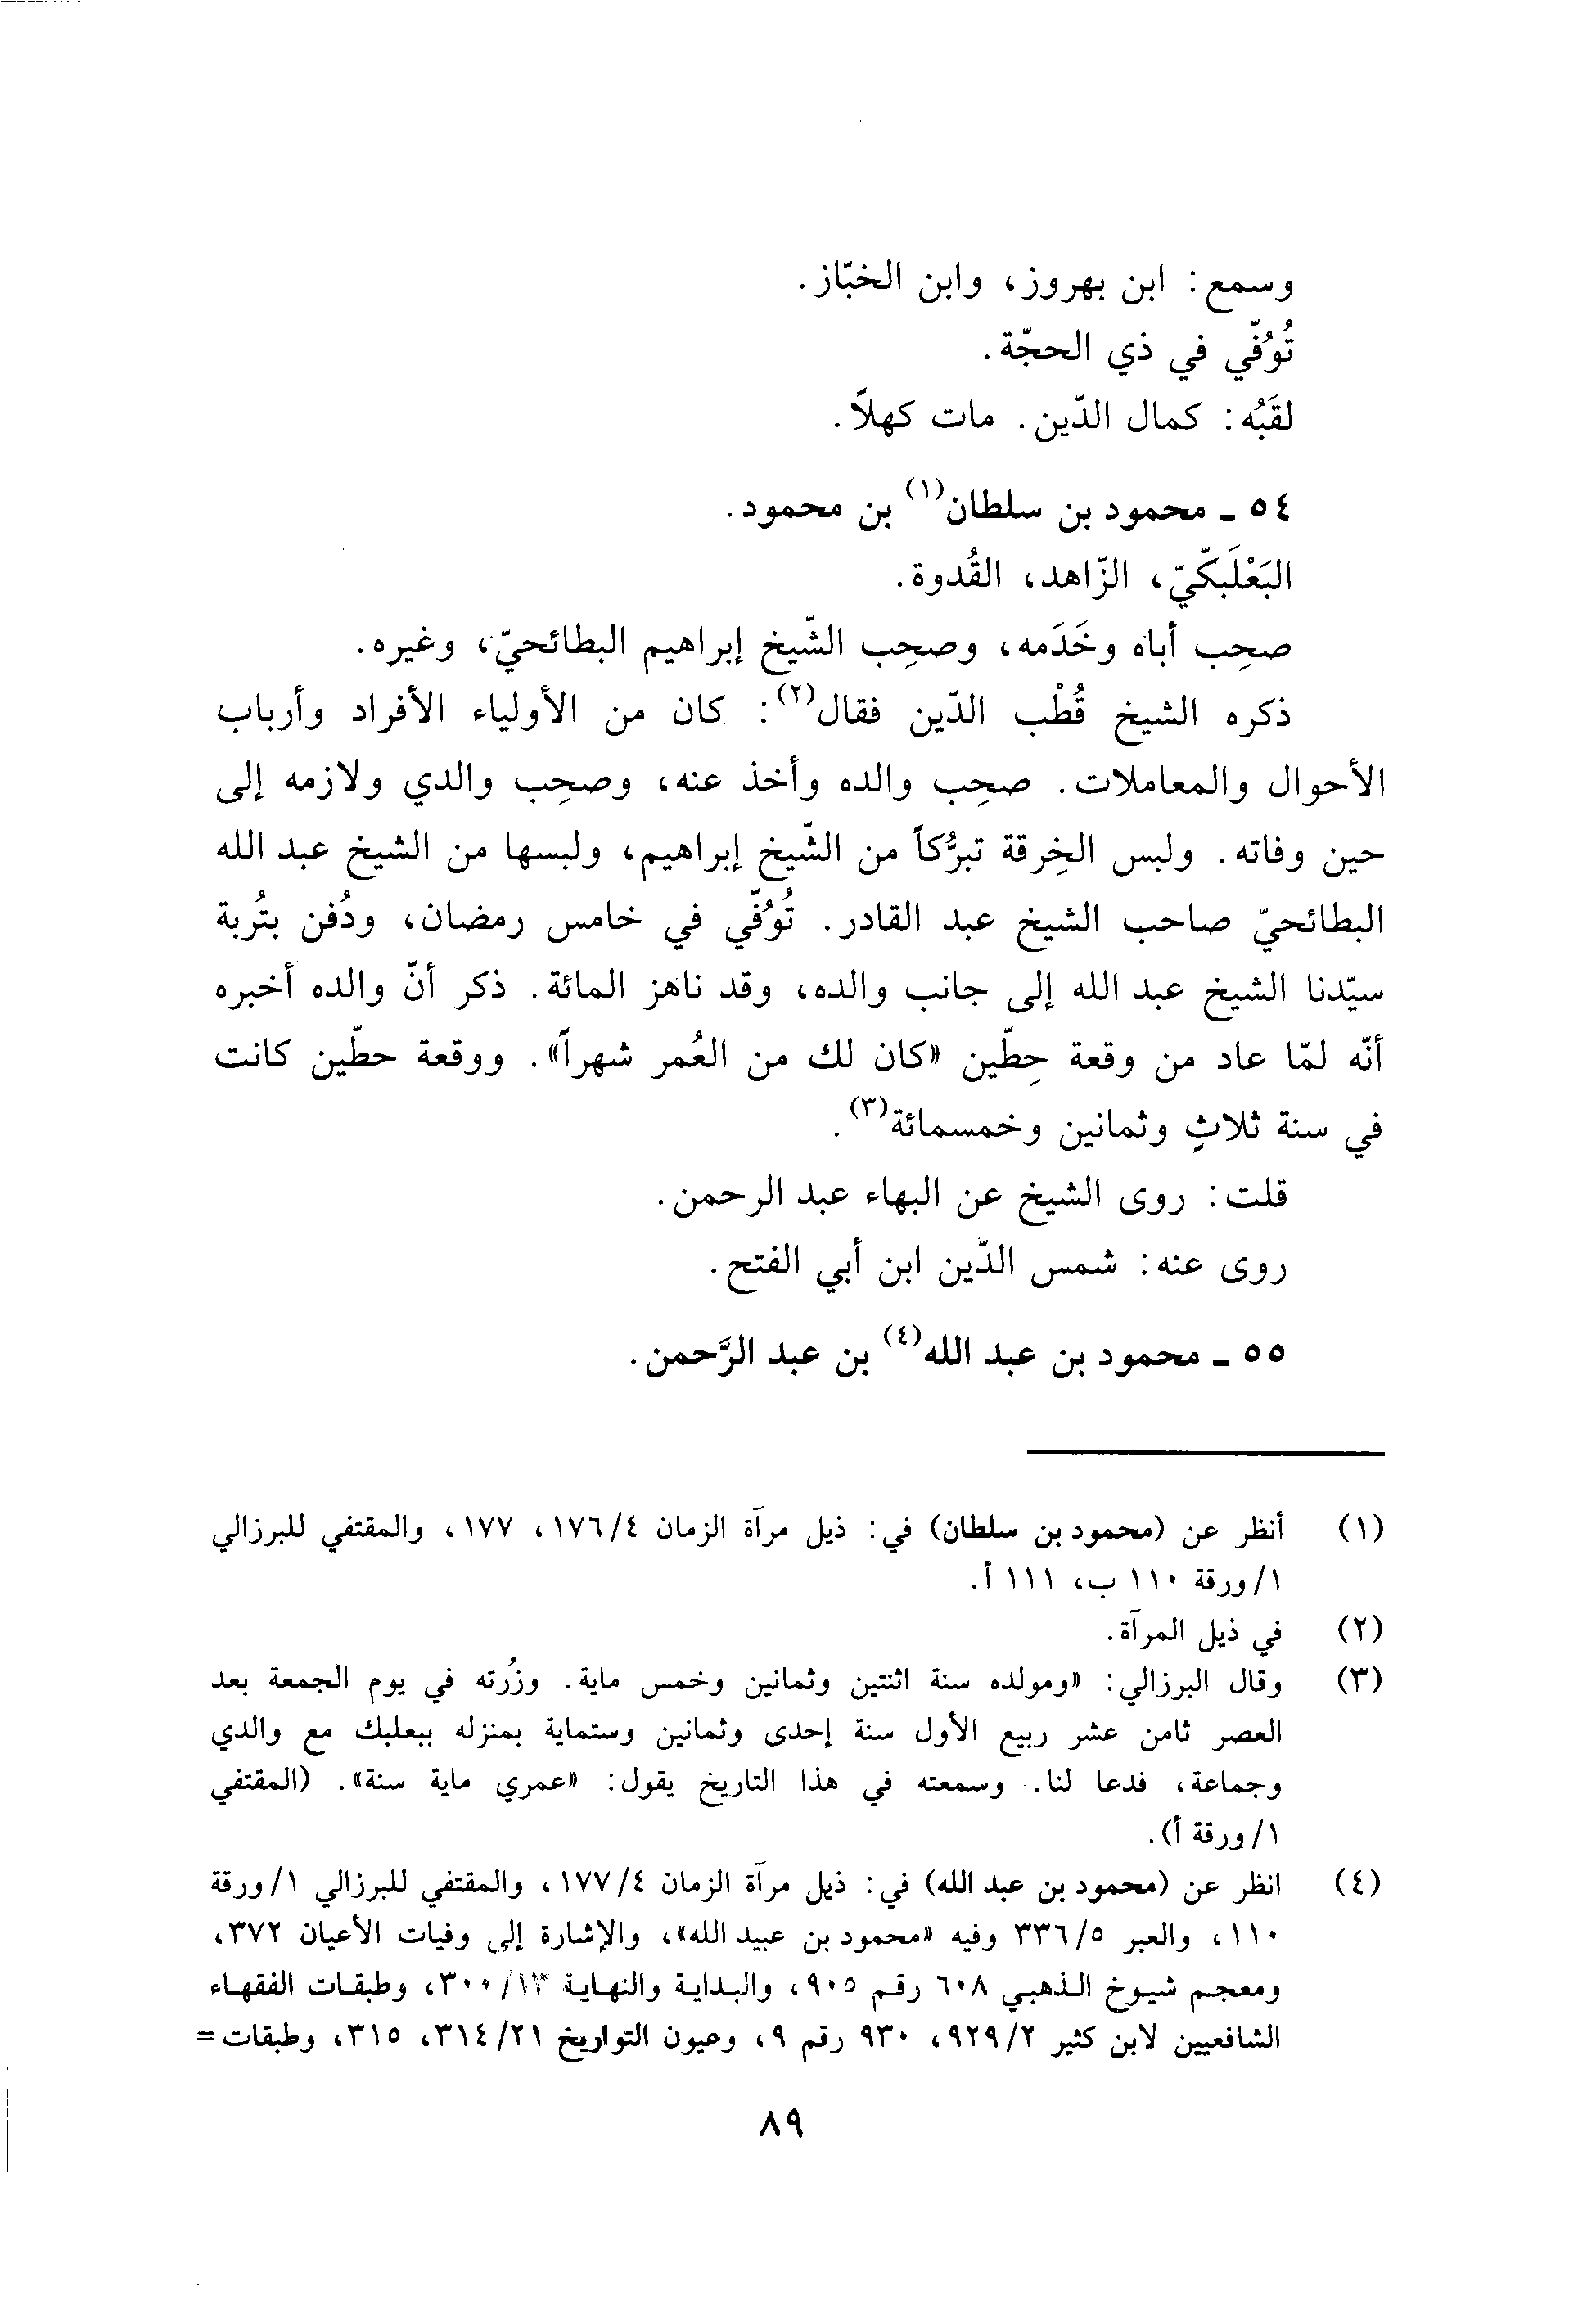 وسمع: ابن بهروز، وابن الخبّاز.
تُوُفّي في ذي الحجّة.
لقَبُه: كمال الدّين. مات كهلاً.
٥٤ ـ محمود بن سلطان(١) بن محمود.
البَعْلَبَكّيّ، الزّاهد، القُدوة.
صحِب أباه وخَدَمه، وصحِب الشّيخ إبراهيم البطائحيّ، وغيره.
ذكره الشيخ قُطْب الدّين فقال(٢): كان من الأولياء الأفراد وأرباب
الأحوال والمعاملات. صحِب والده وأخذ عنه، وصحِب والدي ولازمه إلى
حين وفاته. ولبس الخِرقة تبرُّكاً من الشّيخ إبراهيم، ولبسها من الشيخ عبد الله
البطائحيّ صاحب الشيخ عبد القادر. تُوُفّي في خامس رمضان، ودُفن بتُربة
سيّدنا الشيخ عبد الله إلى جانب والده، وقد ناهز المائة. ذكر أنّ والده أخبره
أنّه لمّا عاد من وقعة حِطّين «كان لك من العُمر شهراً». ووقعة حطّين كانت
في سنة ثلاثٍ وثمانين وخمسمائة(٣).
قلت: روى الشيخ عن البهاء عبد الرحمن.
روى عنه: شمس الدّين ابن أبي الفتح.
٥٥ ـ محمود بن عبد الله(٤) بن عبد الرَّحمن.
(١) أنظر عن (محمود بن سلطان) في: ذيل مرآة الزمان ١٧٦/٤، ١٧٧، والمقتفي للبرزالي
١/ورقة ١١٠ ب، ١١١ أ.
(٢) في ذيل المرآة.
(٣) وقال البرزالي: «ومولده سنة اثنتين وثمانين وخمس ماية. وزُرته في يوم الجمعة بعد
العصر ثامن عشر ربيع الأول سنة إحدى وثمانين وستماية بمنزله ببعلبك مع والدي
وجماعة، فدعا لنا. وسمعته في هذا التاريخ يقول: «عمري ماية سنة». (المقتفي
١/ورقة أ).
(٤) انظر عن (محمود بن عبد الله) في: ذيل مرآة الزمان ١٧٧/٤، والمقتفي للبرزالي ١/ورقة
١١٠، والعبر ٣٣٦/٥ وفيه «محمود بن عبيد الله»، والإشارة إلى وفيات الأعيان ٣٧٢،
ومعجم شيوخ الذهبي ٦٠٨ رقم ٩٠٥، والبداية والنهاية ٣٠٠/١٣، وطبقات الفقهاء
الشافعيين لابن كثير ٩٢٩/٢، ٩٣٠ رقم ٩، وعيون التواريخ ٣١٤/٢١، ٣١٥، وطبقات =
٨٩